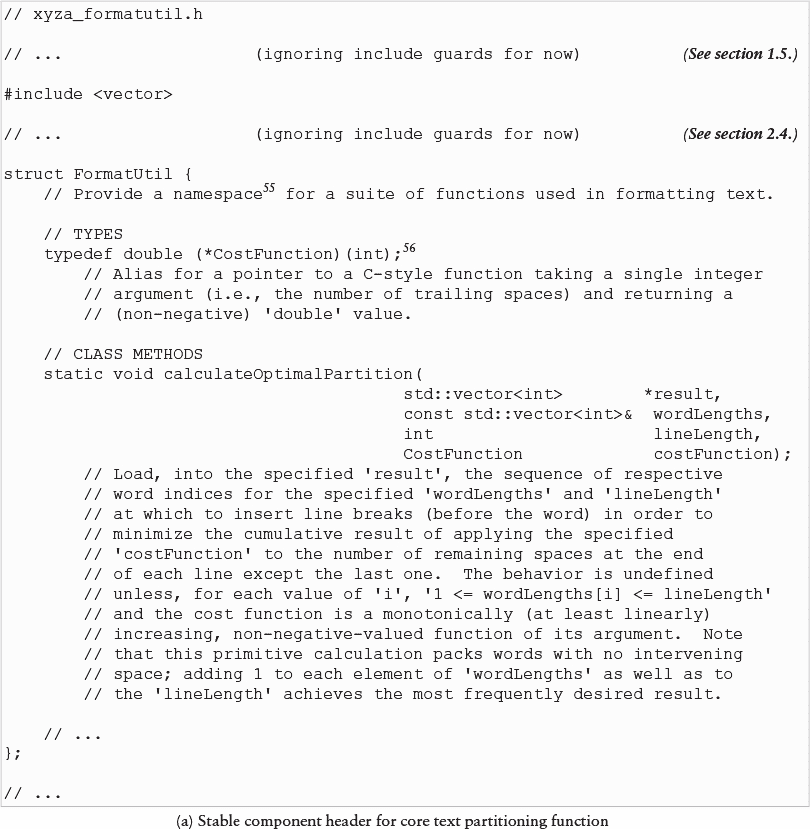 // xyza_formatutil.h
// ... (ignoring include guards for now) (See section 1.5.)
#include <vector>
// ... (ignoring include guards for now) (See section 2.4.)
struct FormatUtil {
// Provide a namespace55 for a suite of functions used in formatting text.
// TYPES
typedef double (*CostFunction)(int);56
// Alias for a pointer to a C-style function taking a single integer
// argument (i.e., the number of trailing spaces) and returning a
// (non-negative) 'double' value.
// CLASS METHODS
static void calculateOptimalPartition(
std::vector<int> *result,
const std::vector<int>& wordLengths,
int lineLength,
CostFunction costFunction);
// Load, into the specified 'result', the sequence of respective
// word indices for the specified 'wordLengths' and 'lineLength'
// at which to insert line breaks (before the word) in order to
// minimize the cumulative result of applying the specified
// 'costFunction' to the number of remaining spaces at the end
// of each line except the last one. The behavior is undefined
// unless, for each value of 'i', '1 <= wordLengths[i] <= lineLength'
// and the cost function is a monotonically (at least linearly)
// increasing, non-negative-valued function of its argument. Note
// that this primitive calculation packs words with no intervening
// space; adding 1 to each element of 'wordLengths' as well as to
// the 'lineLength' achieves the most frequently desired result.
// ...
};
// ...
(a) Stable component header for core text partitioning function